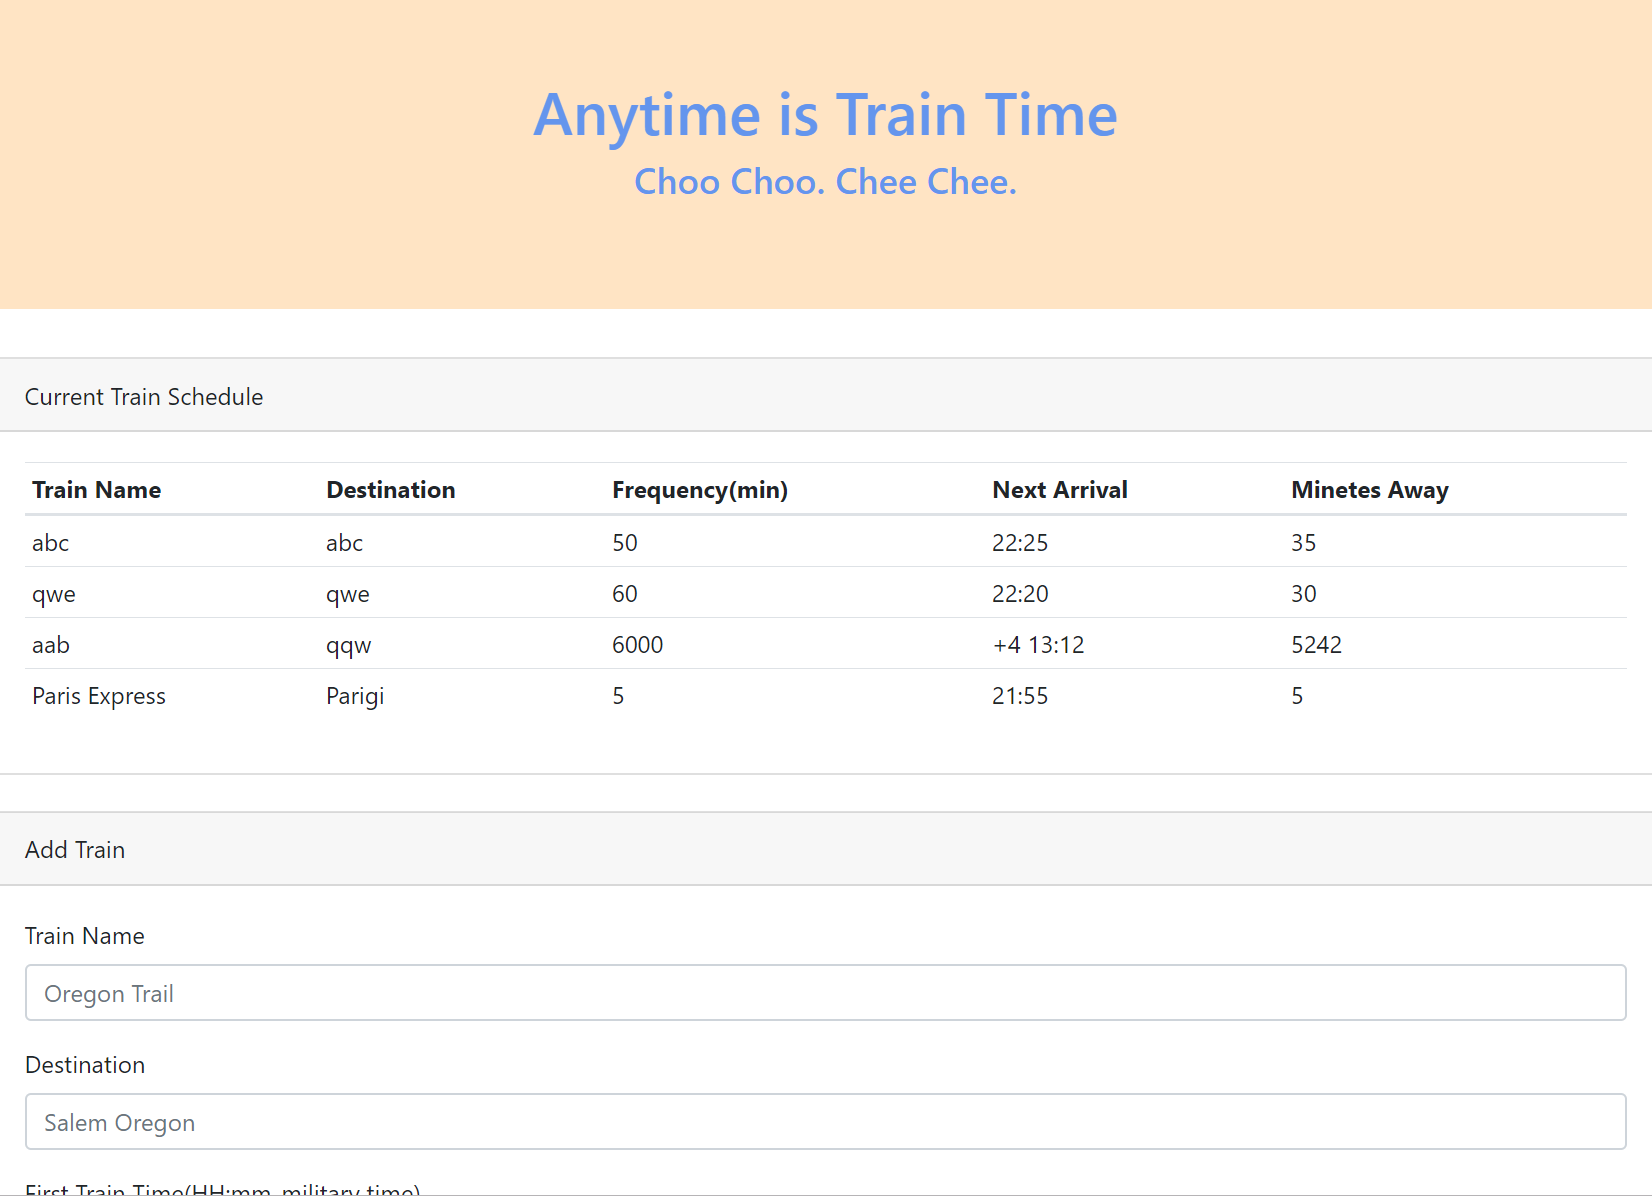 Anytime is Train Time
Choo Choo. Chee Chee.
Current Train Schedule
Train Name Destination Frequency(min) Next Arrival Minetes Away
abc abc 50 22:25 35
qwe qwe 60 22:20 30
aab qqw 6000 +4 13:12 5242
Paris Express Parigi 5 21:55 5
Add Train
Train Name
Oregon Trail
Destination
Salem Oregon
First Train Time(HH:mm-military time)